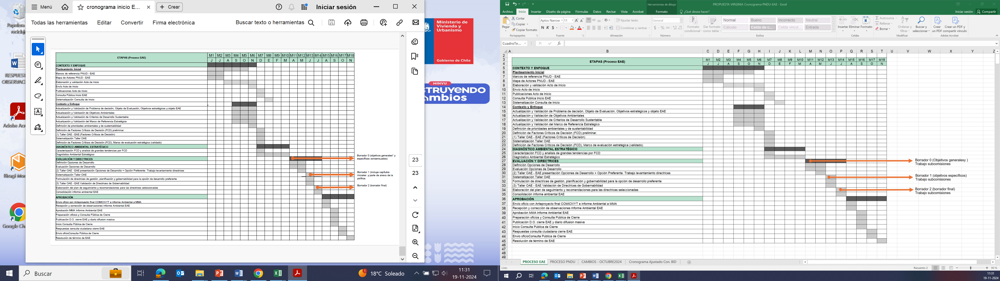 Menú
cronograma inicio E...
Crear
Iniciar sesión
Todas las herramientas
Editar
Convertir
Firma electrónica
Buscar texto o herramientas
Papelera
reciclaj
RESPUEST
OBSERVAC
Adobe Acr
Bizagi Mo
Google Ch
ETAPAS (Proceso EAE)
M1 M2 M3 M4 M5 M6 M7 M8 M9 M10 M11 M12 M13 M14 M15 M16 M17 M18
J J A S O N D E F M A M J J A S O N
CONTEXTO Y ENFOQUE
Planteamiento Inicial
Marcos de referencia PNUD - EAE
Mapa de Actores PNUD - EAE
Elaboración y validación Acto de Inicio
Envío Acto de Inicio
Publicaciones Acto de Inicio
Consulta Pública Inicio EAE
Sistematización Consulta de Inicio
Contexto y Enfoque
Actualización y Validación de Problema de decisión, Objeto de Evaluación, Objetivos estratégicos y objeto EAE
Actualización y Validación de Objetivos Ambientales
Actualización y Validación de Criterios de Desarrollo Sustentable
Actualización y Validación del Marco de Referencia Estratégico
Definición de prioridades ambientales y de sustentabilidad
Definición de Factores Críticos de Decisión (FCD) preliminar.
(1) Taller OAE - EAE (Factores Críticos de Decisión)
Sistematización Taller OAE
Definición de Factores Críticos de Decisión (FCD), Marco de evaluación estratégica (validado)
DIAGNÓSTICO AMBIENTAL ESTRATÉGICO
Caracterización FCD y analisis de grandes tendencias por FCD
Diagnóstico Ambiental Estratégico
EVALUACIÓN Y DIRECTRICES
Definición Opciones de Desarrollo
Evaluación Opciones de Desarrollo
(2) Taller OAE - EAE presentación Opciones de Desarrollo + Opción Preferente. Trabajo levantamiento directrices
Sistematización Taller OAE
Formulación de directrices de gestión, planificación y gobernabilidad para la opción de desarrollo preferente
(3) Taller OAE - EAE Validación de Directrices de Gobernabilidad
Elaboración del plan de seguimiento y recomendaciones para las directrices seleccionadas
Consolidación informe ambiental EAE
APROBACIÓN
Envio oficio con Anteproyecto final COMICIVYT e informe Ambiental a MMA
Recepción y corrección de observaciones Informe Ambiental EAE
Aprobación MMA Informe Ambiental EAE
Preparación oficios y Consulta Pública de Cierre
Publicación D.O. cierre EAE y diario difusion masiva
Inicio Consulta Pública de Cierre
Respuestas consulta ciudadana cierre EAE
Envio oficioConsulta Pública de Cierre
Resolución de término de EAE
Borrador 0 (objetivos generales* y
específicos consensuados)
Borrador 1 (incluye capítulos
iniciales y parte de anexo de la
política.
Borrador 2 (borrador final)
23
23
Buscar
1
18°C Soleado
11:31
19-11-2024
Ministerio de
Vivienda y
Urbanismo
Gobierno de Chile
MINVU
STRUYENDO
mbios
Herramientas de dibujo
PROPUESTA VIRGINIA Cronograma PNDU-EAE - Excel
Archivo Inicio Insertar Diseño de página Fórmulas Datos Revisar Vista Acrobat Formato ¿Qué desea hacer?
Iniciar sesión Compartir
Pegar
Cortar
Copiar
Copiar formato
Portapapeles
Aptos Narrow 11
N K S
Fuente
Ajustar texto
Combinar y centrar
Alineación
General
$ % 000
Número
Formato
condicional
Dar formato
como tabla
Normal Bueno Incorrecto Neutral
Cálculo Celda de c... Celda vincul... Entrada
Estilos
Insertar Eliminar Formato
Celdas
Autosuma
Rellenar
Borrar
Ordenar y
filtrar
Buscar y
seleccionar
Modificar
Crear
un PDF
Crear un PDF y
compartir vínculo
Adobe Acrobat
CuadroTe...
fx
A B C D E F G H I J K L M N O P Q R S T U V W X Y Z
2
3 ETAPAS (Proceso EAE) M1 M2 M3 M4 M5 M6 M7 M8 M9 M10 M11 M12 M13 M14 M15 M16 M17 M18
4 J J A S O N D E F M A M J J A S O N
5 CONTEXTO Y ENFOQUE
6 Planteamiento Inicial
7 Marcos de referencia PNUD - EAE
8 Mapa de Actores PNUD - EAE
9 Elaboración y validación Acto de Inicio
10 Envío Acto de Inicio
11 Publicaciones Acto de Inicio
12 Consulta Pública Inicio EAE
13 Sistematización Consulta de Inicio
14 Contexto y Enfoque
15 Actualización y Validación de Problema de decisión, Objeto de Evaluación, Objetivos estratégicos y objeto EAE
16 Actualización y Validación de Objetivos Ambientales
17 Actualización y Validación de Criterios de Desarrollo Sustentable
18 Actualización y Validación del Marco de Referencia Estratégico
19 Definición de prioridades ambientales y de sustentabilidad
20 Definición de Factores Críticos de Decisión (FCD) preliminar.
21 (1) Taller OAE - EAE (Factores Críticos de Decisión)
22 Sistematización Taller OAE
23 Definición de Factores Críticos de Decisión (FCD), Marco de evaluación estratégica (validado)
24 DIAGNÓSTICO AMBIENTAL ESTRATÉGICO
25 Caracterización FCD y analisis de grandes tendencias por FCD
26 Diagnóstico Ambiental Estratégico
27 EVALUACIÓN Y DIRECTRICES
28 Definición Opciones de Desarrollo
29 Evaluación Opciones de Desarrollo
30 (2) Taller OAE - EAE presentación Opciones de Desarrollo + Opción Preferente. Trabajo levantamiento directrices
31 Sistematización Taller OAE
32 Formulación de directrices de gestión, planificación y gobernabilidad para la opción de desarrollo preferente
33 (3) Taller OAE - EAE Validación de Directrices de Gobernabilidad
34 Elaboración del plan de seguimiento y recomendaciones para las directrices seleccionadas
35 Consolidación informe ambiental EAE
36 APROBACIÓN
37 Envio oficio con Anteproyecto final COMICIVYT e informe Ambiental a MMA
38 Recepción y corrección de observaciones Informe Ambiental EAE
39 Aprobación MMA Informe Ambiental EAE
40 Preparación oficios y Consulta Pública de Cierre
41 Publicación D.O. cierre EAE y diario difusion masiva
42 Inicio Consulta Pública de Cierre
43 Respuestas consulta ciudadana cierre EAE
44 Envio oficioConsulta Pública de Cierre
45 Resolución de término de EAE
46
47
48
49
Borrador 0 (Objetivos generalesy )
Trabajo subcomisiones
Borrador 1 (objetivos específicos)
Trabajo subcomisiones
Borrador 2 (borrador final)
Trabajo subcomisiones
PROCESO EAE PROCESO PNDU CAMBIOS - OCTUBRE2024 Cronograma Ajustado Con. BID
Listo
Recuento: 2
90 %
11:31
19-11-2024